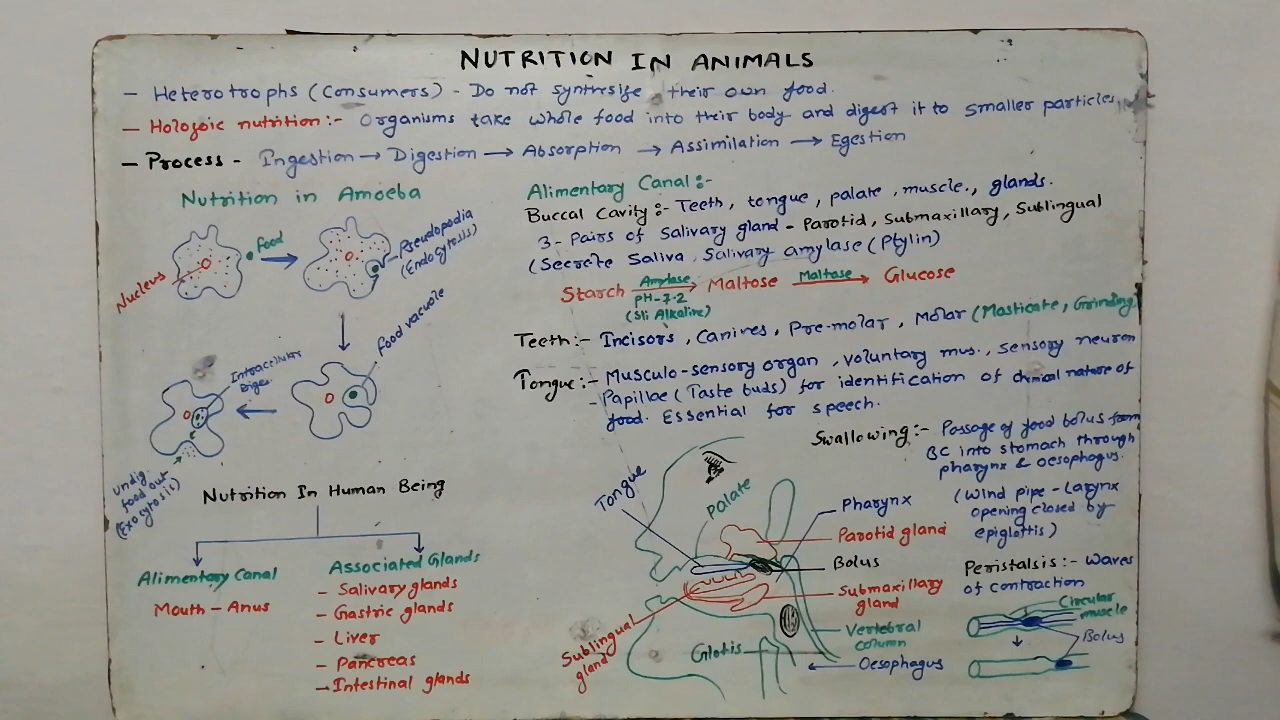 NUTRITION IN ANIMALS
- Heterotrophs (Consumers) - Do not synthesize their own food.
- Holozoic nutrition:- Organisms take whole food into their body and digest it to smaller particles.
- Process - Ingestion → Digestion → Absorption → Assimilation → Egestion
Nutrition in Amoeba
Food
Pseudopodia
(Endocytosis)
Nucleus
Food vacuole
Intracellular
Diges.
undig.
food out
(Exocytosis)
Nutrition In Human Being
Alimentary Canal
Mouth - Anus
Associated Glands
- Salivary glands
- Gastric glands
- Liver
- Pancreas
- Intestinal glands
Alimentary Canal:-
Buccal Cavity:- Teeth, tongue, palate, muscle., glands.
3- Pairs of Salivary gland - Parotid, Submaxillary, Sublingual
(Secrete Saliva, Salivary amylase (Ptylin)
Starch Amylase → Maltose Maltase → Glucose
pH-7.2
(Sli Alkaline)
Teeth:- Incisors, Canines, Pre-molar, Molar (Masticate, Grinding)
Tongue:- Musculo-sensory organ, voluntary mus., sensory neuron
- Papillae (Taste buds) for identification of chemical nature of
food. Essential for speech.
Swallowing:- Passage of food bolus from
BC into stomach through
pharynx & oesophagus.
(Wind pipe - Larynx
opening closed by
epiglottis)
Peristalsis:- Waves
of contraction
Circular
muscle
Bolus
Tongue
Palate
Pharynx
Parotid gland
Bolus
Submaxillary
gland
Vertebral
column
Oesophagus
Glotis
Sublingual
gland